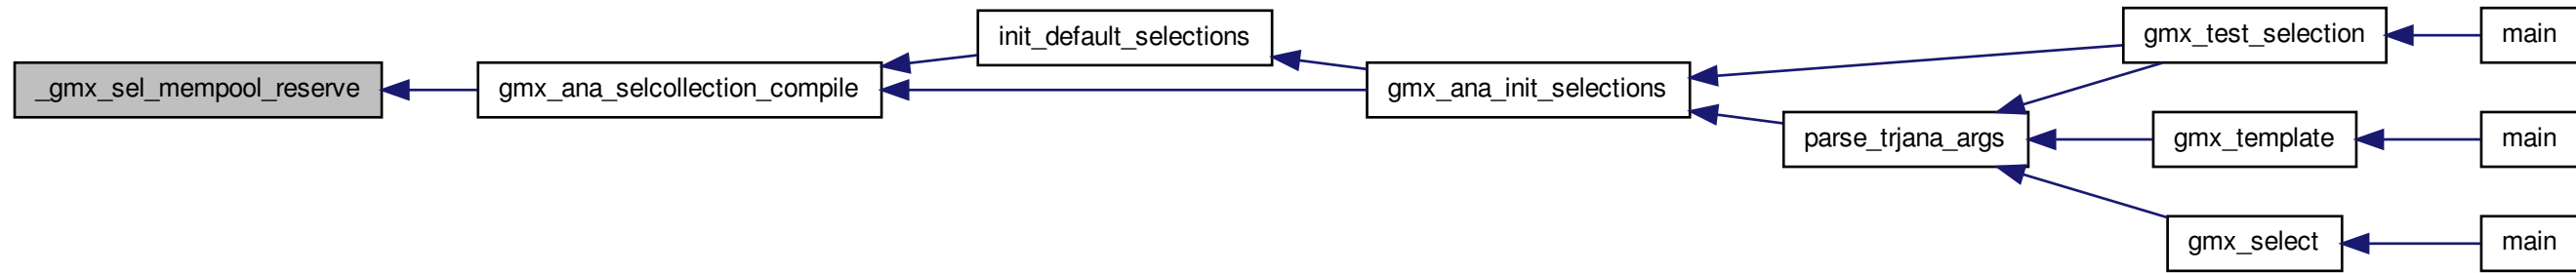 _gmx_sel_mempool_reserve
gmx_ana_selcollection_compile
init_default_selections
gmx_ana_init_selections
gmx_test_selection
main
parse_trjana_args
gmx_template
main
gmx_select
main